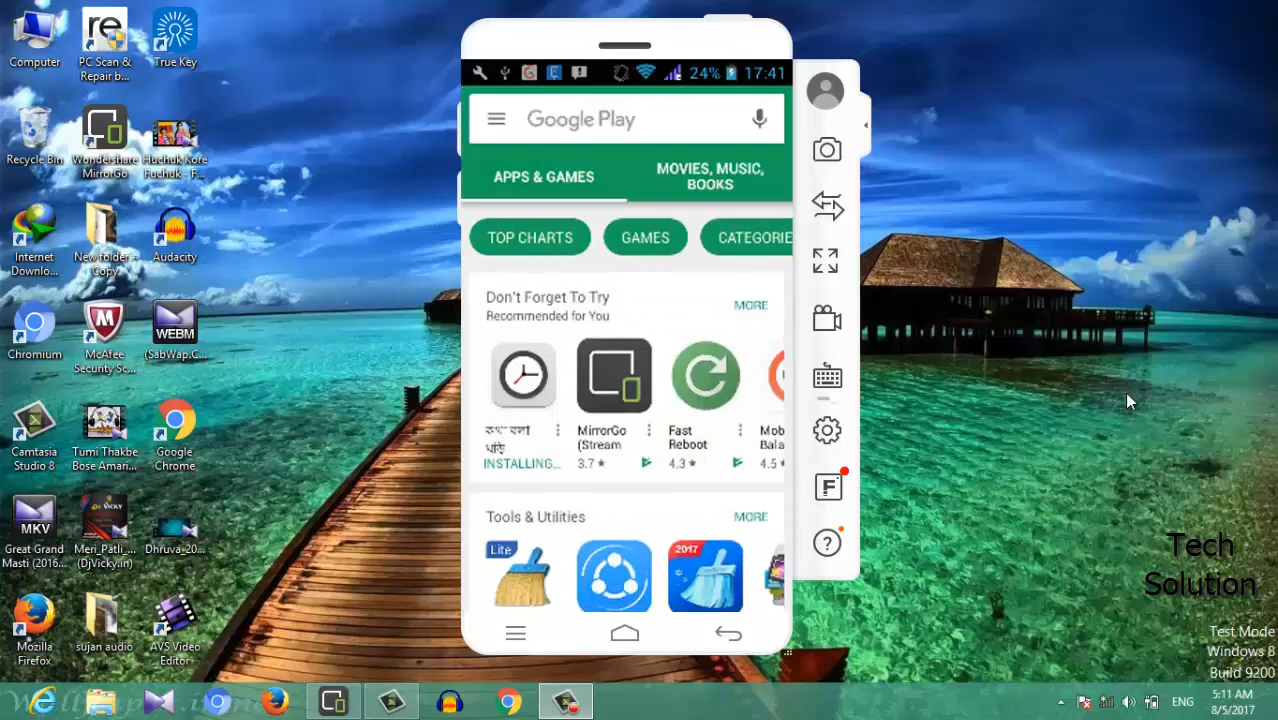 Computer
PC Scan &
Repair b...
True Key
Recycle Bin
Wondershare
MirrorGo
Huchuk Kore
Fuchuk - F...
Internet
Downlo...
New folder -
Copy
Audacity
Chromium
McAfee
Security Sc...
WEBM
(SabWap.C...
Camtasia
Studio 8
Tumi Thakbe
Bose Amari...
Google
Chrome
MKV
Great Grand
Masti (2016...
Meri_Patli_...
(DjVicky.in)
Dhruva_20...
Mozilla
Firefox
sujan audio
AVS Video
Editor
24% 17:41
Google Play
APPS & GAMES
MOVIES, MUSIC,
BOOKS
TOP CHARTS
GAMES
CATEGORIE
Don't Forget To Try
MORE
Recommended for You
কথা বলা
ঘড়ি
INSTALLING...
MirrorGo
(Stream
3.7
Fast
Reboot
4.3
Mob
Bala
4.5
Tools & Utilities
MORE
Lite
2017
Tech
Solution
Test Mode
Windows 8
Build 9200
ENG
5:11 AM
8/5/2017